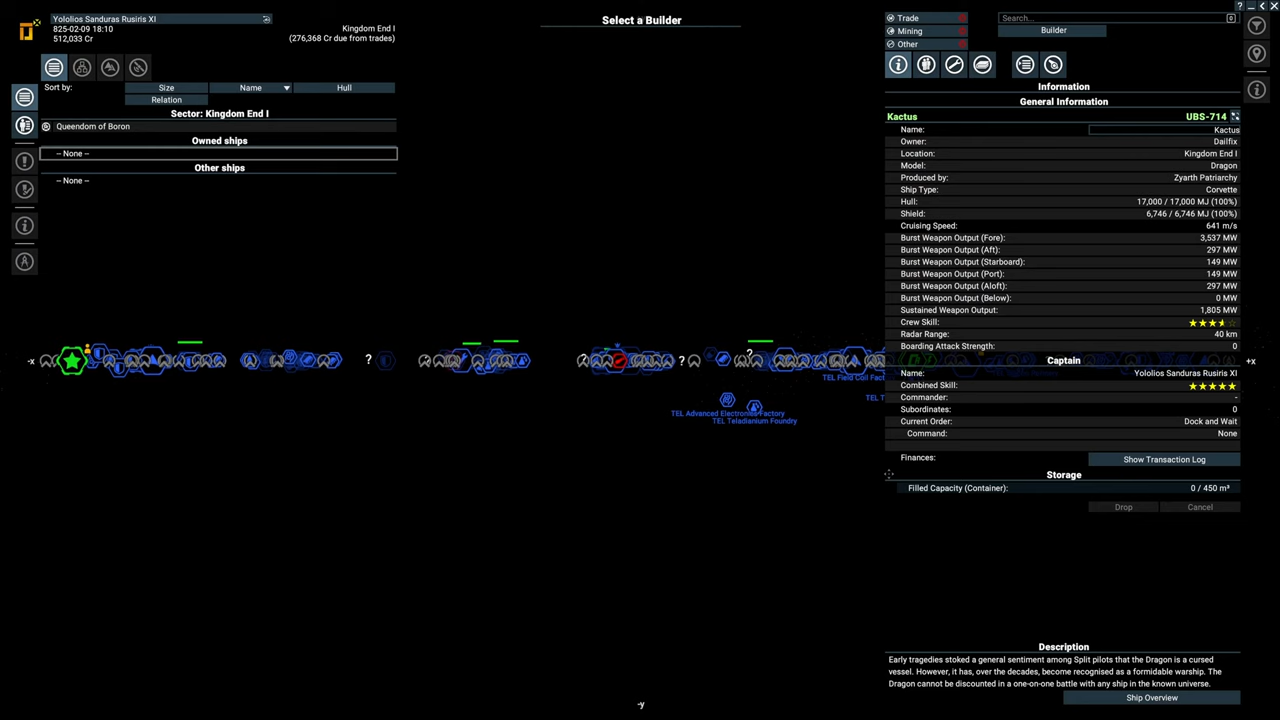 Yololios Sanduras Rusiris XI
825-02-09 18:10
512,033 Cr
Kingdom End I
(276,368 Cr due from trades)
Sort by:
Size
Name
Hull
Relation
Sector: Kingdom End I
Queendom of Boron
Owned ships
-- None --
Other ships
-- None --
Select a Builder
-x
?
?
?
?
+x
TEL Field Coil Fact
TEL T
TEL Advanced Electronics Factory
TEL Teladianium Foundry
-y
? 
Trade
Mining
Other
Search...
0
Builder
Information
General Information
Kactus UBS-714
Name: Kactus
Owner: Dailfix
Location: Kingdom End I
Model: Dragon
Produced by: Zyarth Patriarchy
Ship Type: Corvette
Hull: 17,000 / 17,000 MJ (100%)
Shield: 6,746 / 6,746 MJ (100%)
Cruising Speed: 641 m/s
Burst Weapon Output (Fore): 3,537 MW
Burst Weapon Output (Aft): 297 MW
Burst Weapon Output (Starboard): 149 MW
Burst Weapon Output (Port): 149 MW
Burst Weapon Output (Aloft): 297 MW
Burst Weapon Output (Below): 0 MW
Sustained Weapon Output: 1,805 MW
Crew Skill:
Radar Range: 40 km
Boarding Attack Strength: 0
Captain
Name: Yololios Sanduras Rusiris XI
Combined Skill:
Commander: -
Subordinates: 0
Current Order: Dock and Wait
Command: None
Finances: Show Transaction Log
Storage
Filled Capacity (Container): 0 / 450 m³
Drop Cancel
Description
Early tragedies stoked a general sentiment among Split pilots that the Dragon is a cursed
vessel. However, it has, over the decades, become recognised as a formidable warship. The
Dragon cannot be discounted in a one-on-one battle with any ship in the known universe.
Ship Overview